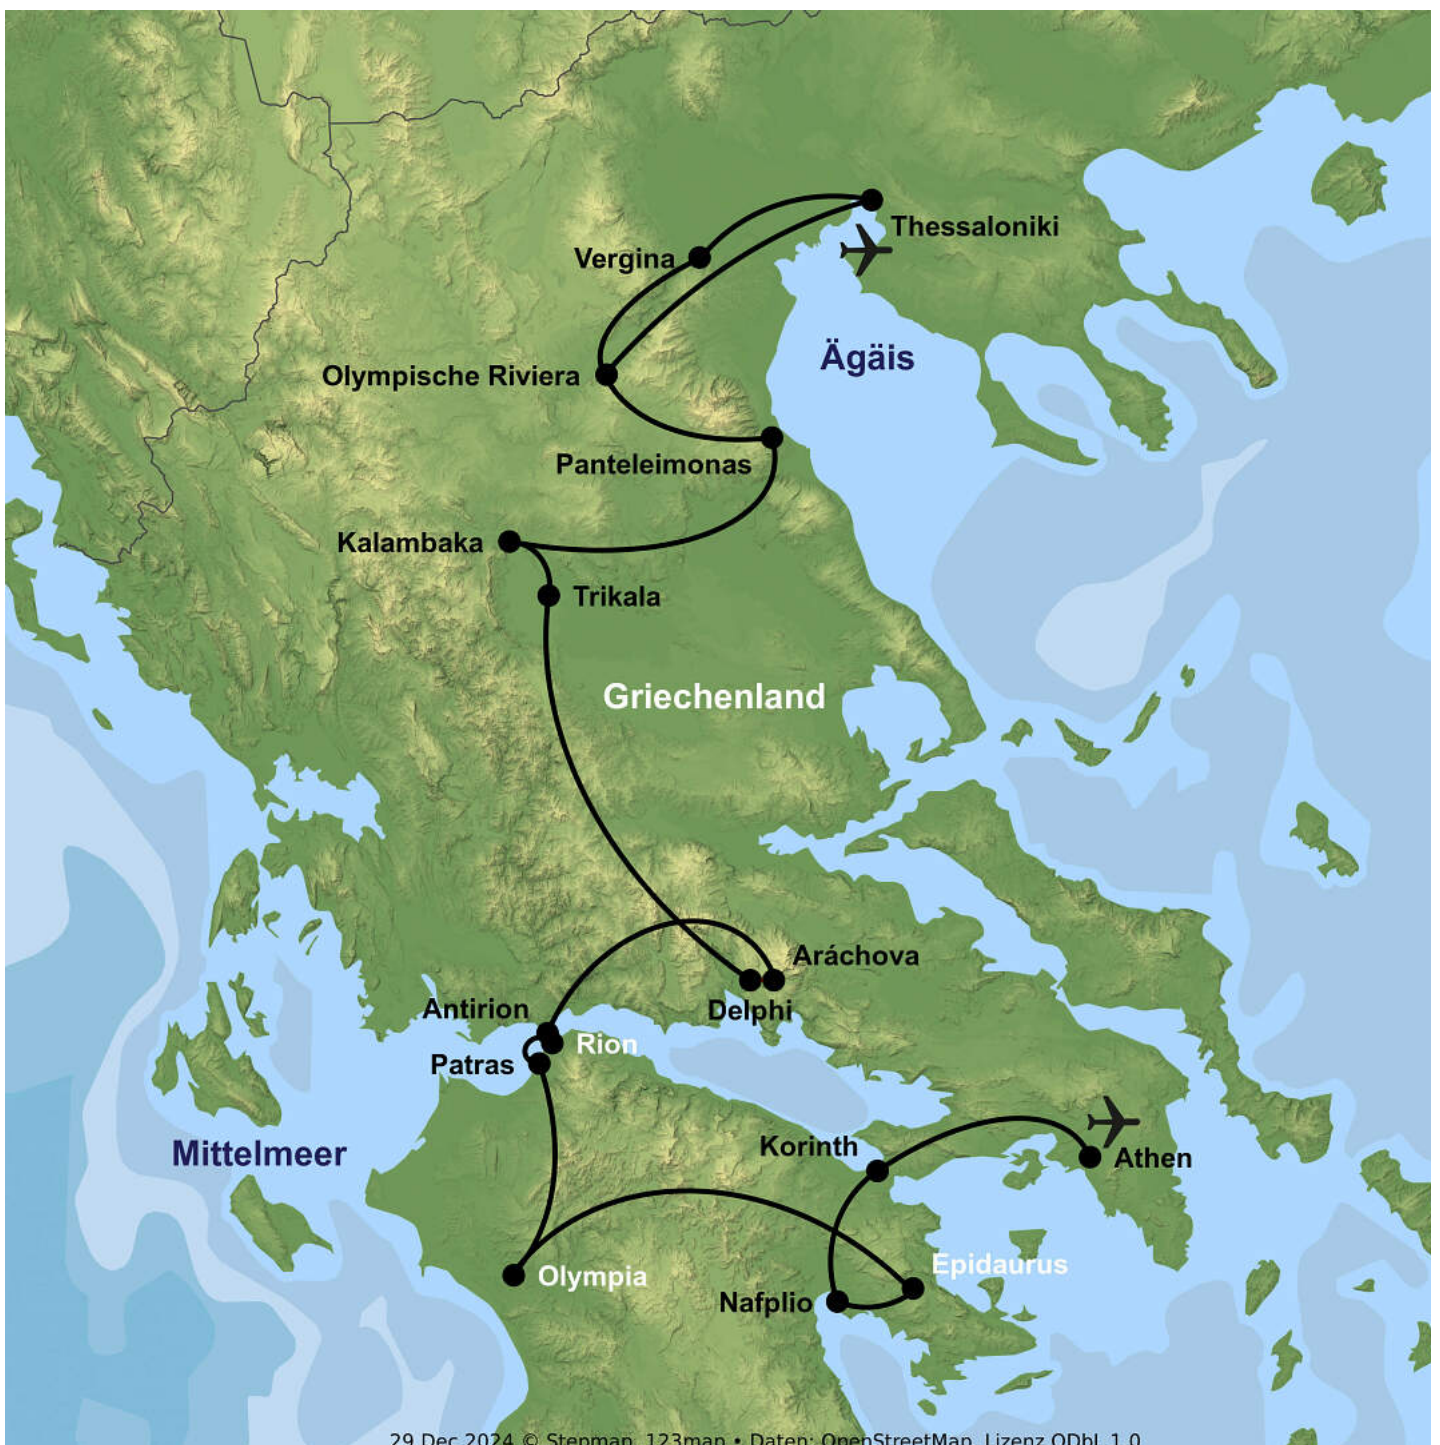 Thessaloniki
Vergina
Ägäis
Olympische Riviera
Panteleimonas
Kalambaka
Trikala
Griechenland
Aráchova
Antirion
Delphi
Rion
Patras
Korinth
Mittelmeer
Athen
Epidaurus
Olympia
Nafplio
29 Dec 2024 © Stepmap, 123map • Daten: OpenStreetMap, Lizenz ODbL 1.0